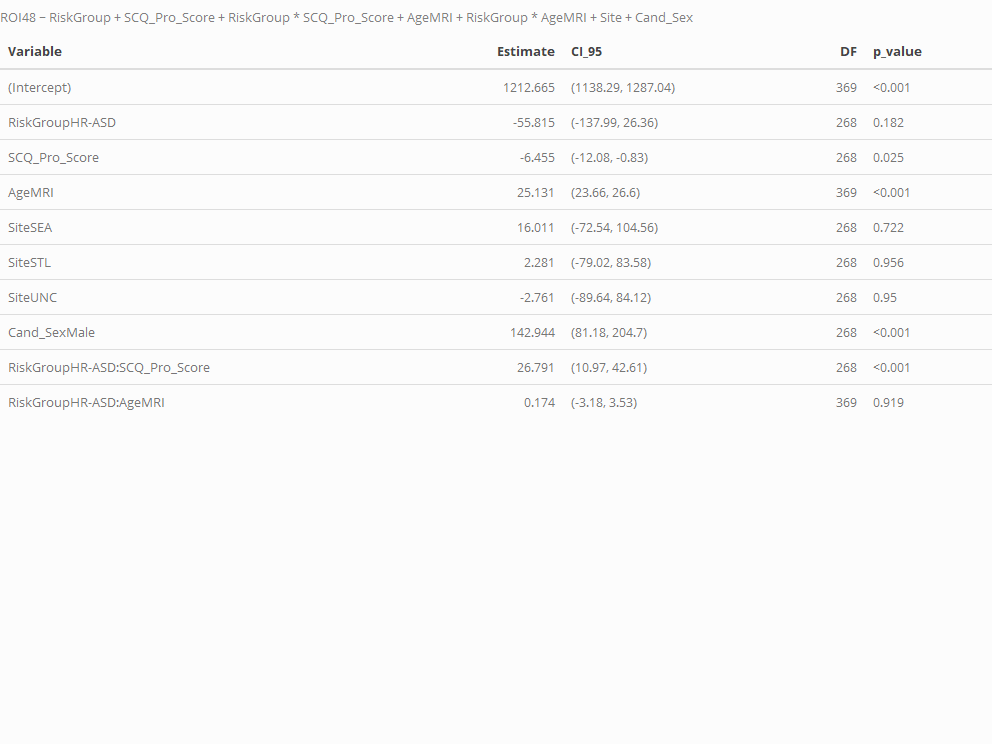 ROI48 ~ RiskGroup + SCQ_Pro_Score + RiskGroup * SCQ_Pro_Score + AgeMRI + RiskGroup * AgeMRI + Site + Cand_Sex
Variable Estimate CI_95 DF p_value
(Intercept) 1212.665 (1138.29, 1287.04) 369 <0.001
RiskGroupHR-ASD -55.815 (-137.99, 26.36) 268 0.182
SCQ_Pro_Score -6.455 (-12.08, -0.83) 268 0.025
AgeMRI 25.131 (23.66, 26.6) 369 <0.001
SiteSEA 16.011 (-72.54, 104.56) 268 0.722
SiteSTL 2.281 (-79.02, 83.58) 268 0.956
SiteUNC -2.761 (-89.64, 84.12) 268 0.95
Cand_SexMale 142.944 (81.18, 204.7) 268 <0.001
RiskGroupHR-ASD:SCQ_Pro_Score 26.791 (10.97, 42.61) 268 <0.001
RiskGroupHR-ASD:AgeMRI 0.174 (-3.18, 3.53) 369 0.919